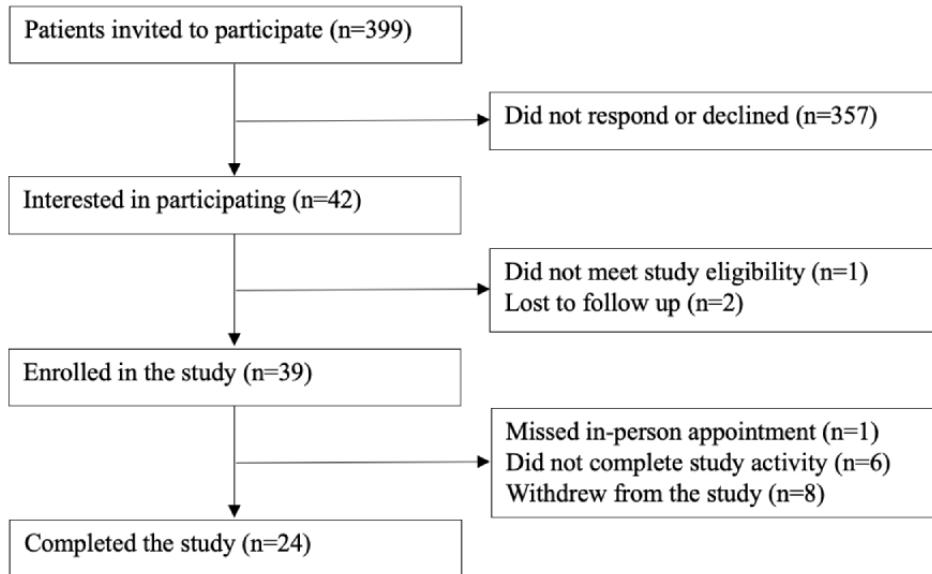 Patients invited to participate (n=399)
Did not respond or declined (n=357)
Interested in participating (n=42)
Did not meet study eligibility (n=1)
Lost to follow up (n=2)
Enrolled in the study (n=39)
Missed in-person appointment (n=1)
Did not complete study activity (n=6)
Withdrew from the study (n=8)
Completed the study (n=24)